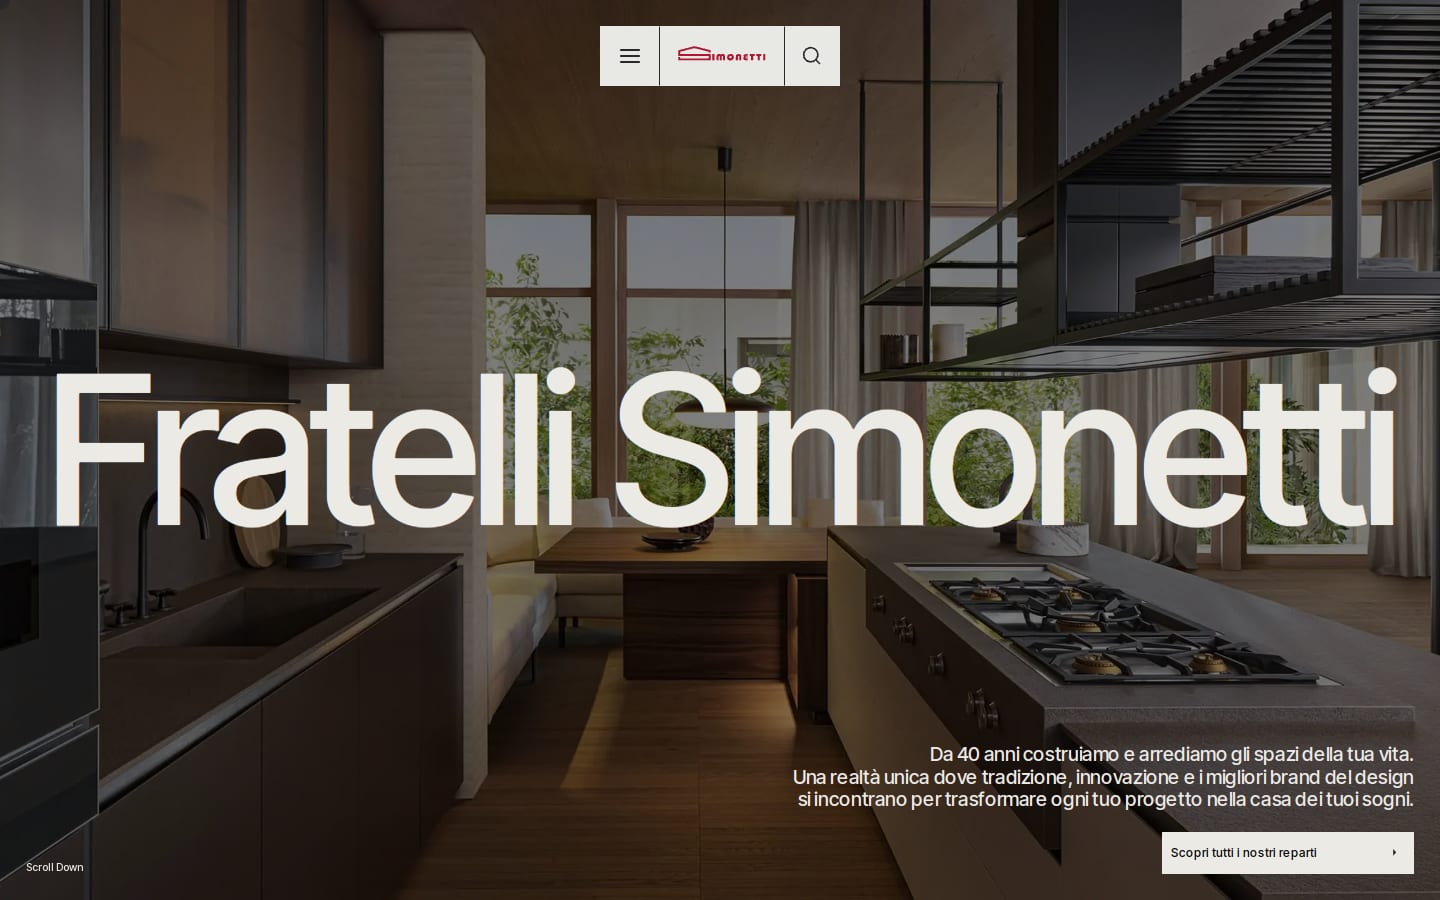 SIMONETTI
Fratelli Simonetti
Da 40 anni costruiamo e arrediamo gli spazi della tua vita.
Una realtà unica dove tradizione, innovazione e i migliori brand del design
si incontrano per trasformare ogni tuo progetto nella casa dei tuoi sogni.
Scopri tutti i nostri reparti
Scroll Down